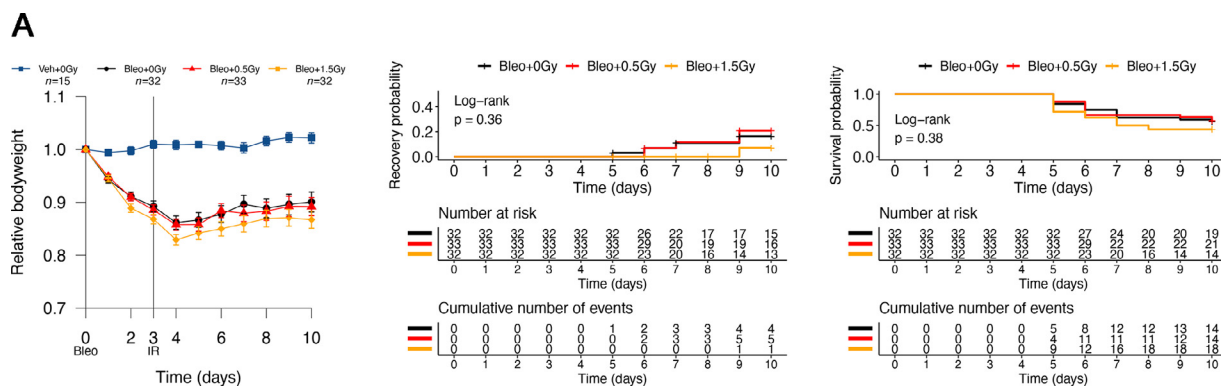 A
Veh+0Gy n=15
Bleo+0Gy n=32
Bleo+0.5Gy n=33
Bleo+1.5Gy n=32
Relative bodyweight
1.1
1.0
0.9
0.8
0.7
0 2 3 4 6 8 10
Bleo IR
Time (days)
Bleo+0Gy Bleo+0.5Gy Bleo+1.5Gy
Recovery probability
Log-rank
p = 0.36
0.4
0.2
0.0
0 1 2 3 4 5 6 7 8 9 10
Time (days)
Number at risk
32 32 32 32 32 32 26 22 17 17 15
33 33 33 33 33 33 29 20 19 19 16
32 32 32 32 32 32 23 20 16 14 13
0 1 2 3 4 5 6 7 8 9 10
Time (days)
Cumulative number of events
0 0 0 0 0 1 2 3 3 4 4
0 0 0 0 0 0 2 3 3 5 5
0 0 0 0 0 0 0 0 0 1 1
0 1 2 3 4 5 6 7 8 9 10
Time (days)
Bleo+0Gy Bleo+0.5Gy Bleo+1.5Gy
Survival probability
1.0
0.5
0.0
Log-rank
p = 0.38
0 1 2 3 4 5 6 7 8 9 10
Time (days)
Number at risk
32 32 32 32 32 32 27 24 20 20 19
33 33 33 33 33 33 29 22 22 22 21
32 32 32 32 32 32 23 20 16 14 14
0 1 2 3 4 5 6 7 8 9 10
Time (days)
Cumulative number of events
0 0 0 0 0 5 8 12 12 13 14
0 0 0 0 0 4 11 11 11 12 14
0 0 0 0 0 9 12 16 18 18 18
0 1 2 3 4 5 6 7 8 9 10
Time (days)